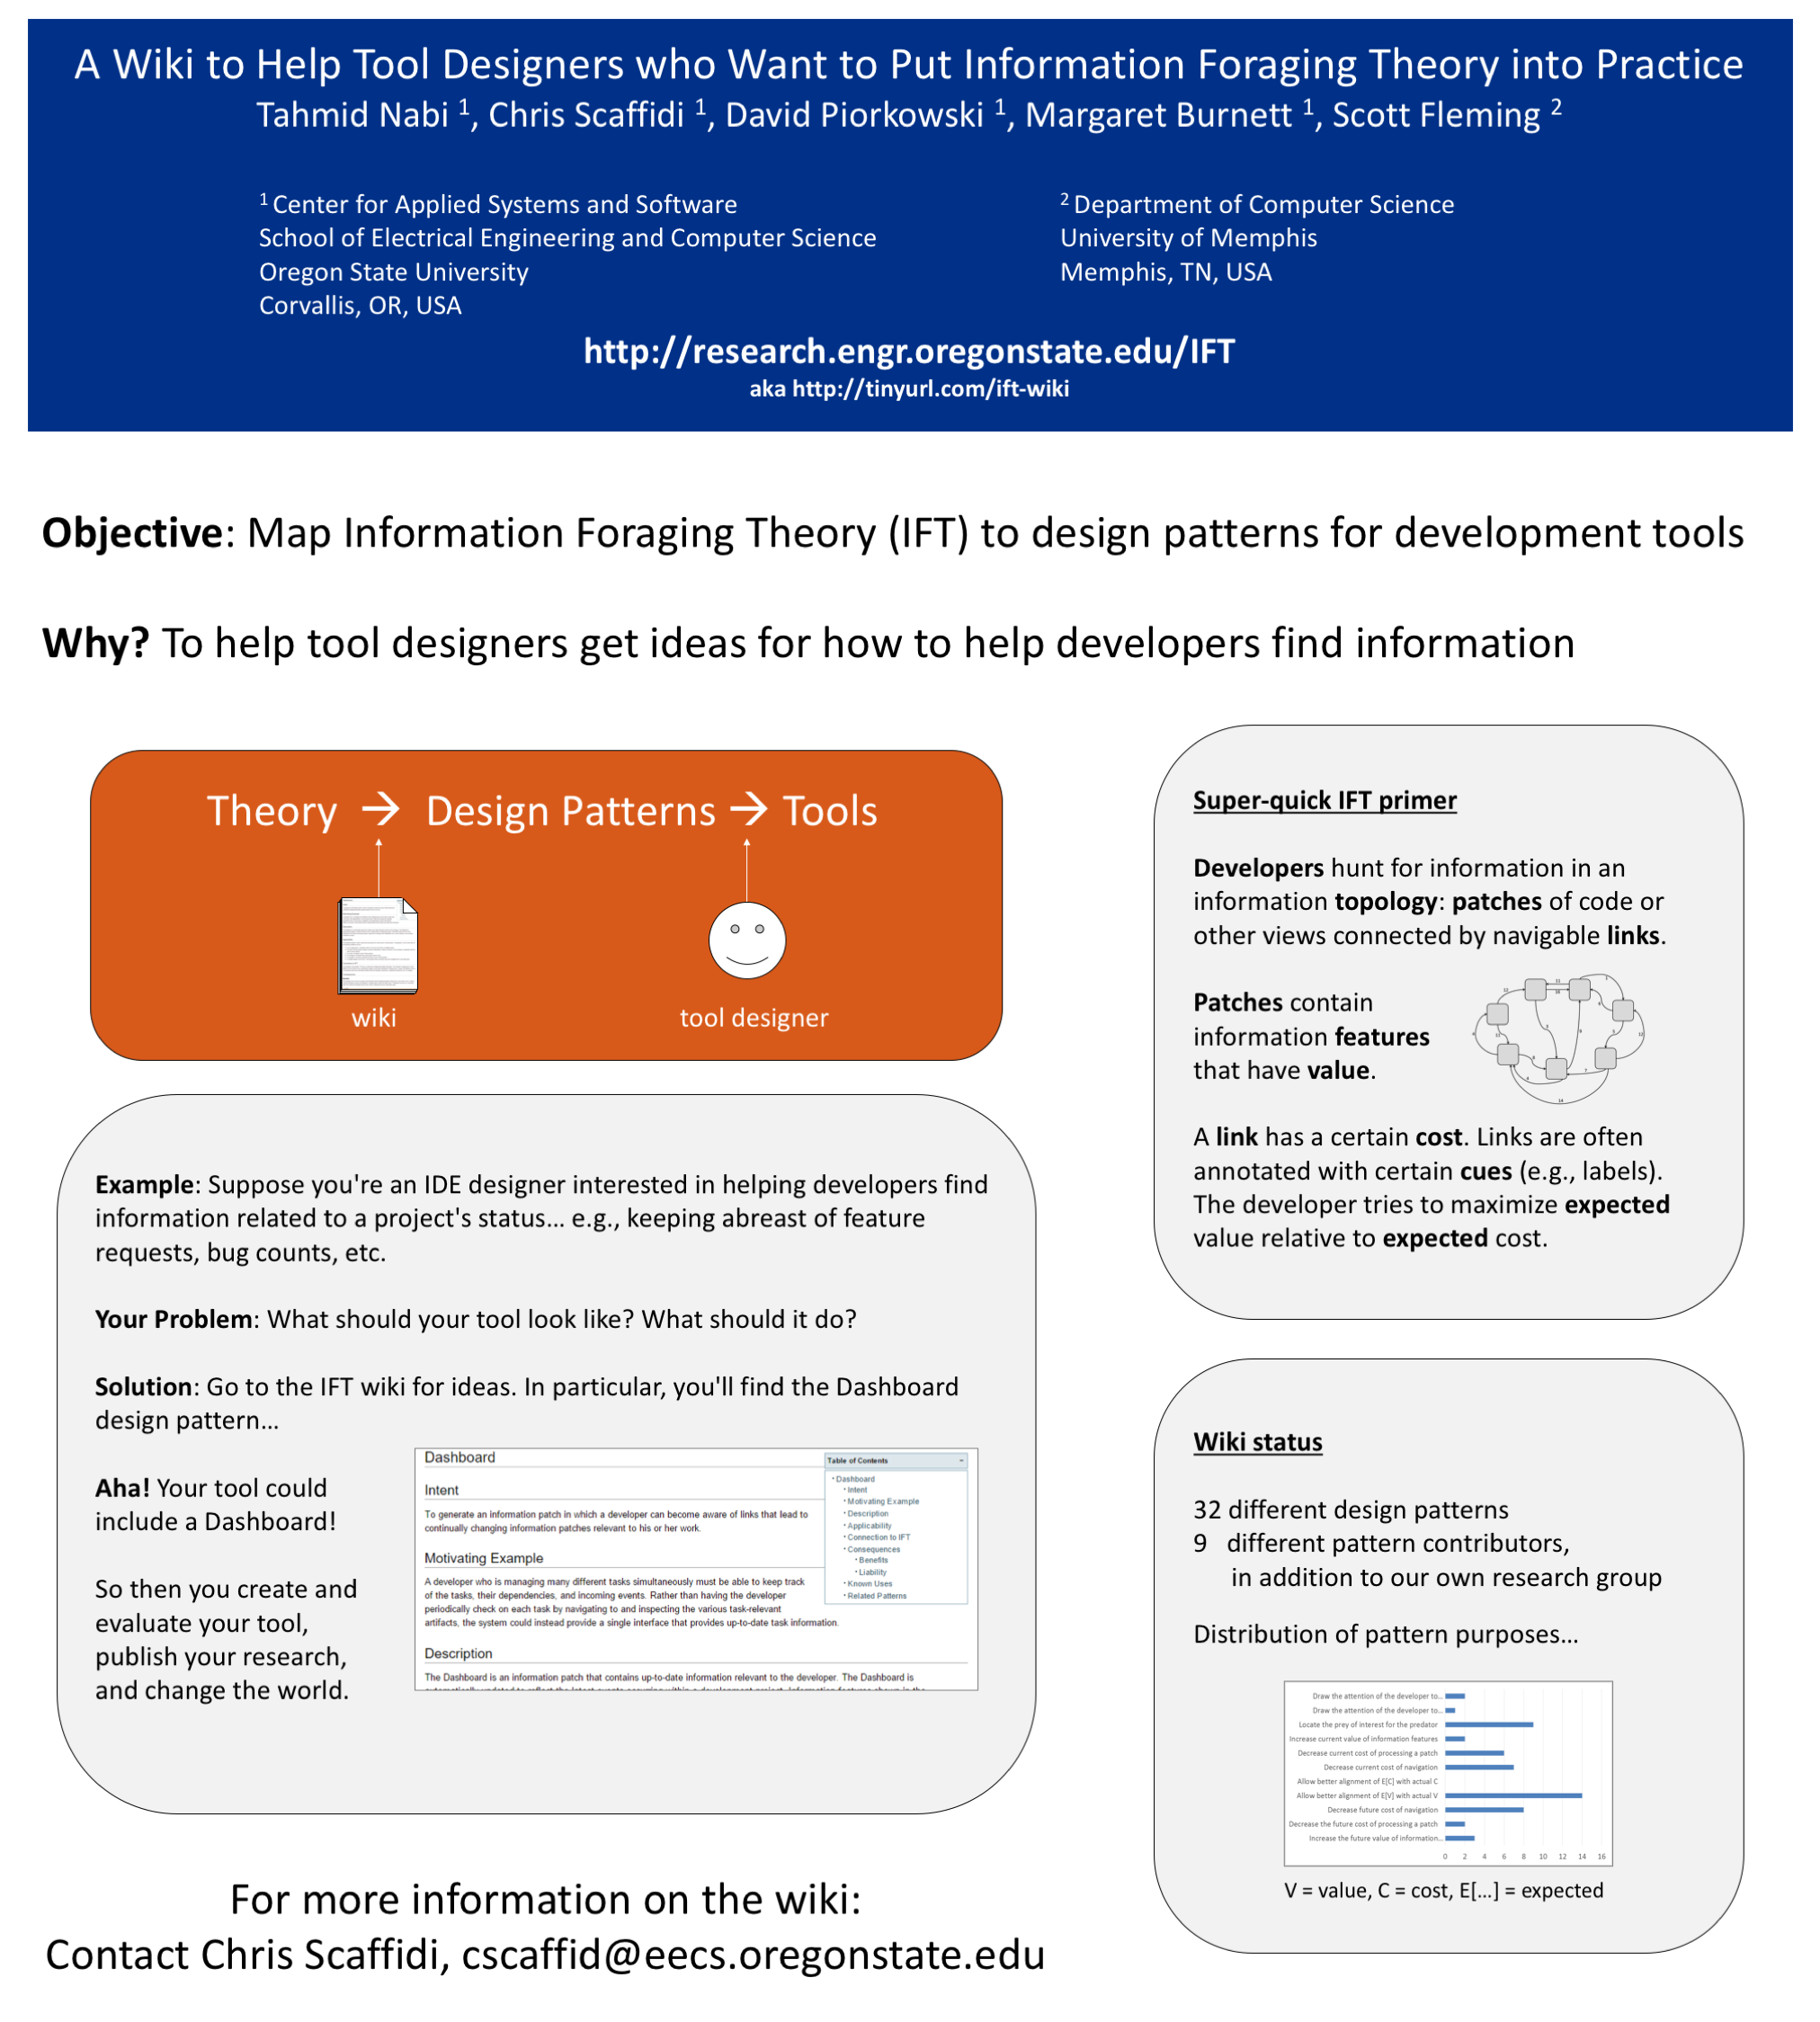 A Wiki to Help Tool Designers who Want to Put Information Foraging Theory into Practice
Tahmid Nabi 1, Chris Scaffidi 1, David Piorkowski 1, Margaret Burnett 1, Scott Fleming 2
1 Center for Applied Systems and Software
School of Electrical Engineering and Computer Science
Oregon State University
Corvallis, OR, USA
2 Department of Computer Science
University of Memphis
Memphis, TN, USA
http://research.engr.oregonstate.edu/IFT
aka http://tinyurl.com/ift-wiki
Objective: Map Information Foraging Theory (IFT) to design patterns for development tools
Why? To help tool designers get ideas for how to help developers find information
Theory → Design Patterns → Tools
wiki
tool designer
Example: Suppose you're an IDE designer interested in helping developers find
information related to a project's status... e.g., keeping abreast of feature
requests, bug counts, etc.
Your Problem: What should your tool look like? What should it do?
Solution: Go to the IFT wiki for ideas. In particular, you'll find the Dashboard
design pattern...
Aha! Your tool could
include a Dashboard!
So then you create and
evaluate your tool,
publish your research,
and change the world.
Dashboard
Intent
To generate an information patch in which a developer can become aware of links that lead to
continually changing information patches relevant to his or her work.
Motivating Example
A developer who is managing many different tasks simultaneously must be able to keep track
of the tasks, their dependencies, and incoming events. Rather than having the developer
periodically check on each task by navigating to and inspecting the various task-relevant
artifacts, the system could instead provide a single interface that provides up-to-date task information.
Description
The Dashboard is an information patch that contains up-to-date information relevant to the developer. The Dashboard is
Table of Contents
Dashboard
Intent
Motivating Example
Description
Applicability
Connection to IFT
Consequences
Benefits
Liability
Known Uses
Related Patterns
For more information on the wiki:
Contact Chris Scaffidi, cscaffid@eecs.oregonstate.edu
Super-quick IFT primer
Developers hunt for information in an
information topology: patches of code or
other views connected by navigable links.
Patches contain
information features
that have value.
A link has a certain cost. Links are often
annotated with certain cues (e.g., labels).
The developer tries to maximize expected
value relative to expected cost.
Wiki status
32 different design patterns
9 different pattern contributors,
in addition to our own research group
Distribution of pattern purposes...
Draw the attention of the developer to...
Draw the attention of the developer to...
Locate the prey of interest for the predator
Increase current value of information features
Decrease current cost of processing a patch
Decrease current cost of navigation
Allow better alignment of E[C] with actual C
Allow better alignment of E[V] with actual V
Decrease future cost of navigation
Decrease the future cost of processing a patch
Increase the future value of information...
0 2 4 6 8 10 12 14 16
V = value, C = cost, E[...] = expected